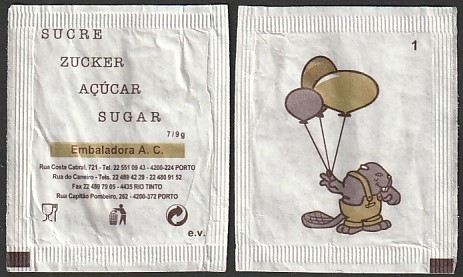 SUCRE
ZUCKER
AÇÚCAR
SUGAR
7/9g
Embaladora A. C.
Rua Costa Cabral, 721 - Tel. 22 551 09 43 - 4200-224 PORTO
Rua do Caneiro - Tels. 22 489 42 29 - 22 480 91 52
Fax 22 489 79 05 - 4435 RIO TINTO
Rua Capitão Pombeiro, 262 - 4200-372 PORTO
e.v.
1